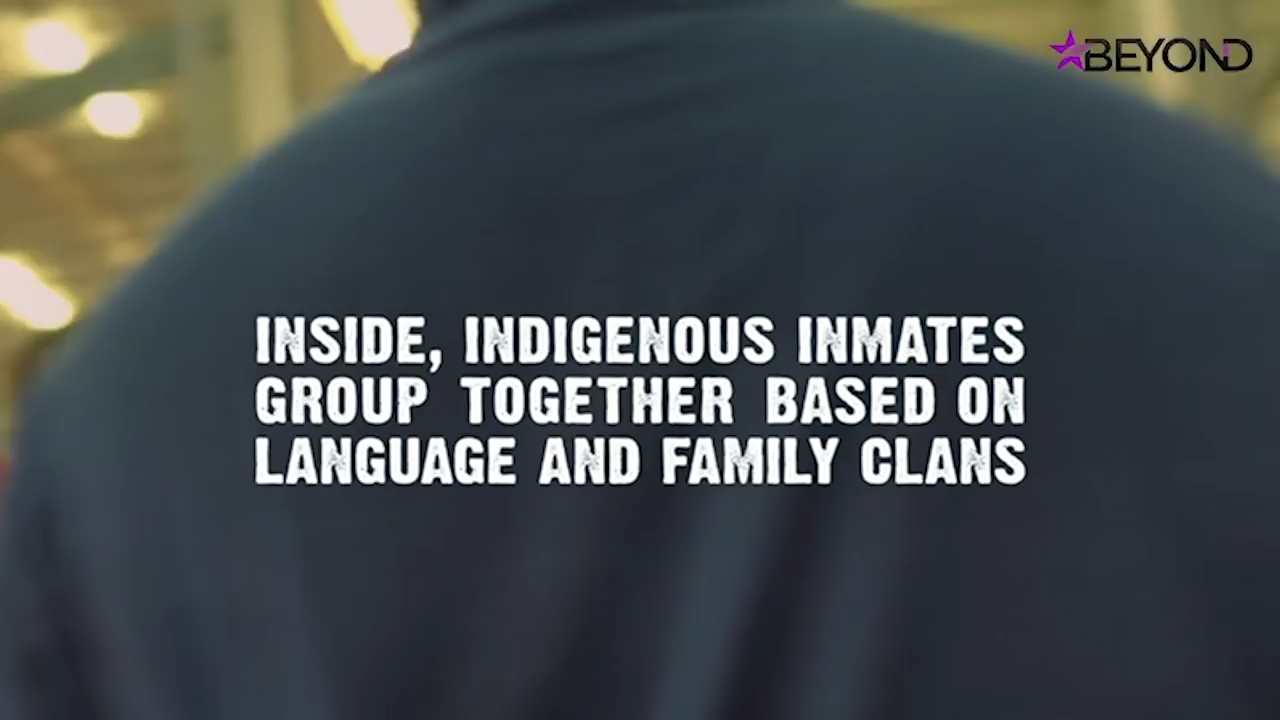 BEYOND
INSIDE, INDIGENOUS INMATES
GROUP TOGETHER BASED ON
LANGUAGE AND FAMILY CLANS